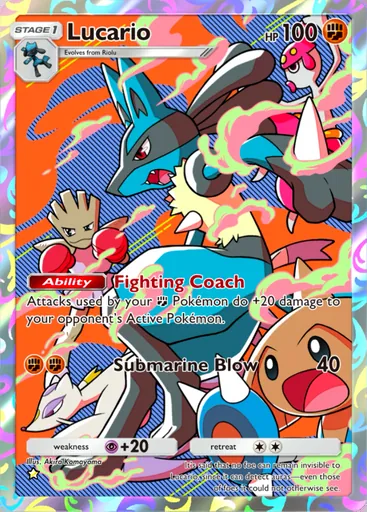 STAGE 1
Lucario
HP 100
Evolves from Riolu
Ability Fighting Coach
Attacks used by your Pokémon do +20 damage to
your opponent's Active Pokémon.
Submarine Blow 40
weakness +20 retreat
Illus. Akira Komayama
It is said that no foe can remain invisible to
Lucario, since it can detect auras—even those
of foes it could not otherwise see.